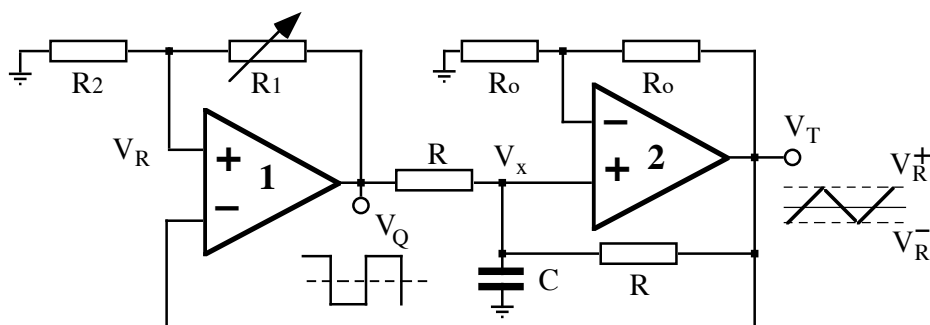 R2
R1
Ro
Ro
VR
+
1
−
R
Vx
−
2
+
VT
VR+
VQ
C
R
VR−